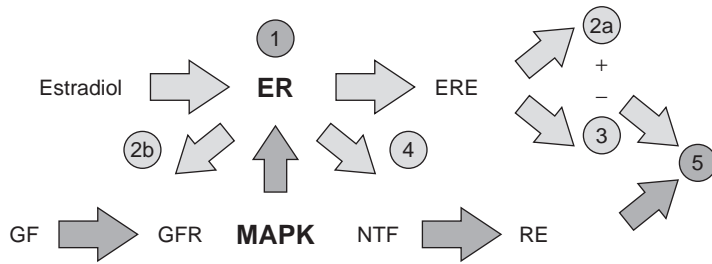 1
2a
Estradiol ER ERE
+
−
2b 4 3
5
GF GFR MAPK NTF RE